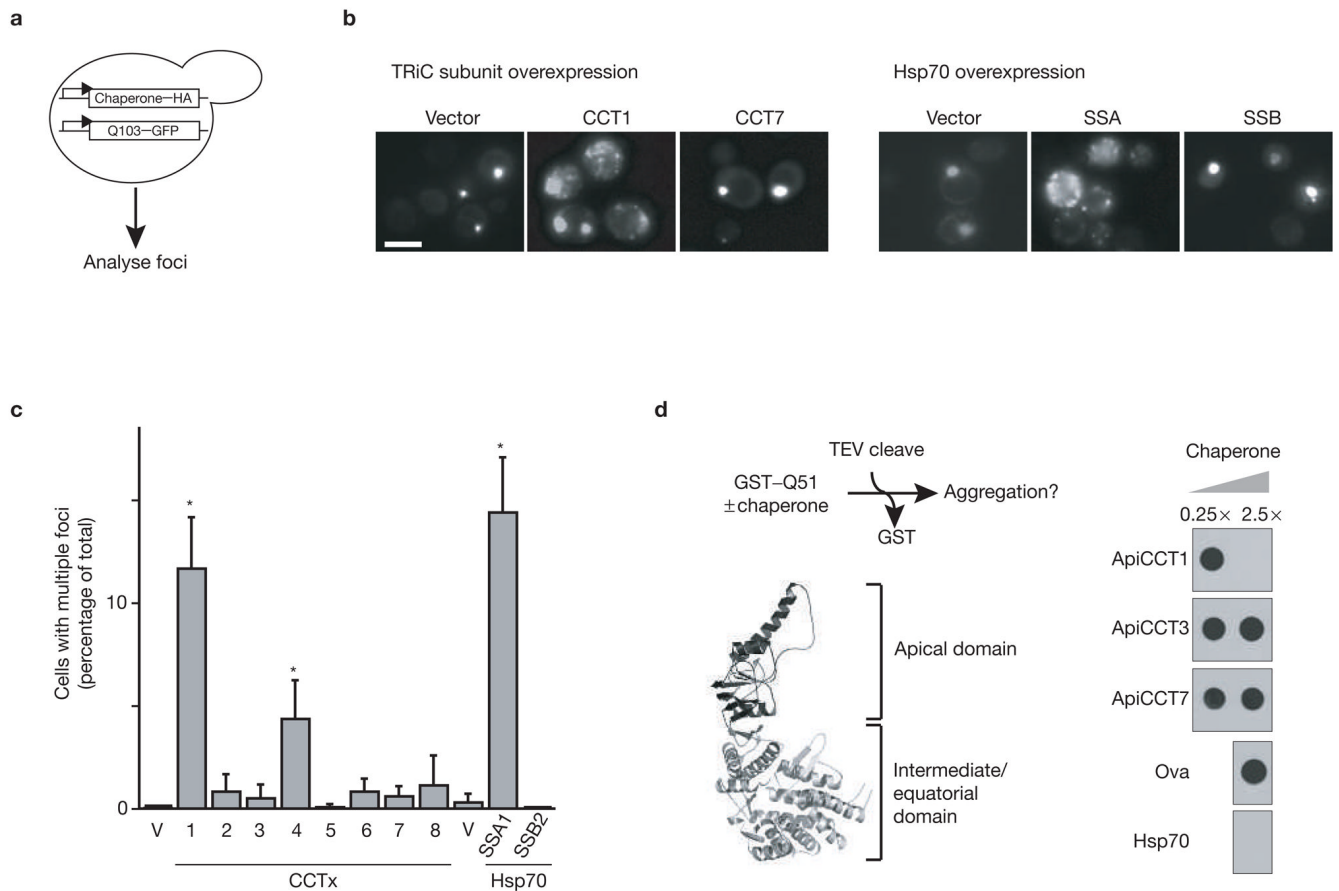 a
Chaperone—HA
Q103—GFP
Analyse foci
b
TRiC subunit overexpression
Hsp70 overexpression
Vector
CCT1
CCT7
Vector
SSA
SSB
c
Cells with multiple foci
(percentage of total)
10
0
*
*
*
V
1
2
3
4
5
6
7
8
V
SSA1
SSB2
CCTx
Hsp70
d
TEV cleave
GST–Q51
±chaperone
Aggregation?
GST
Apical domain
Intermediate/
equatorial
domain
Chaperone
0.25× 2.5×
ApiCCT1
ApiCCT3
ApiCCT7
Ova
Hsp70